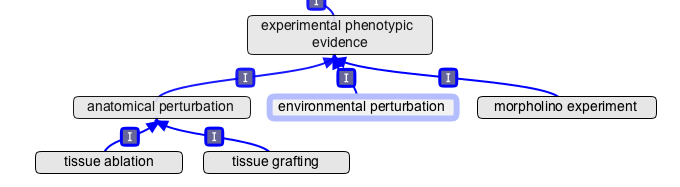 I
experimental phenotypic
evidence
I
I
I
anatomical perturbation
environmental perturbation
morpholino experiment
I
I
tissue ablation
tissue grafting